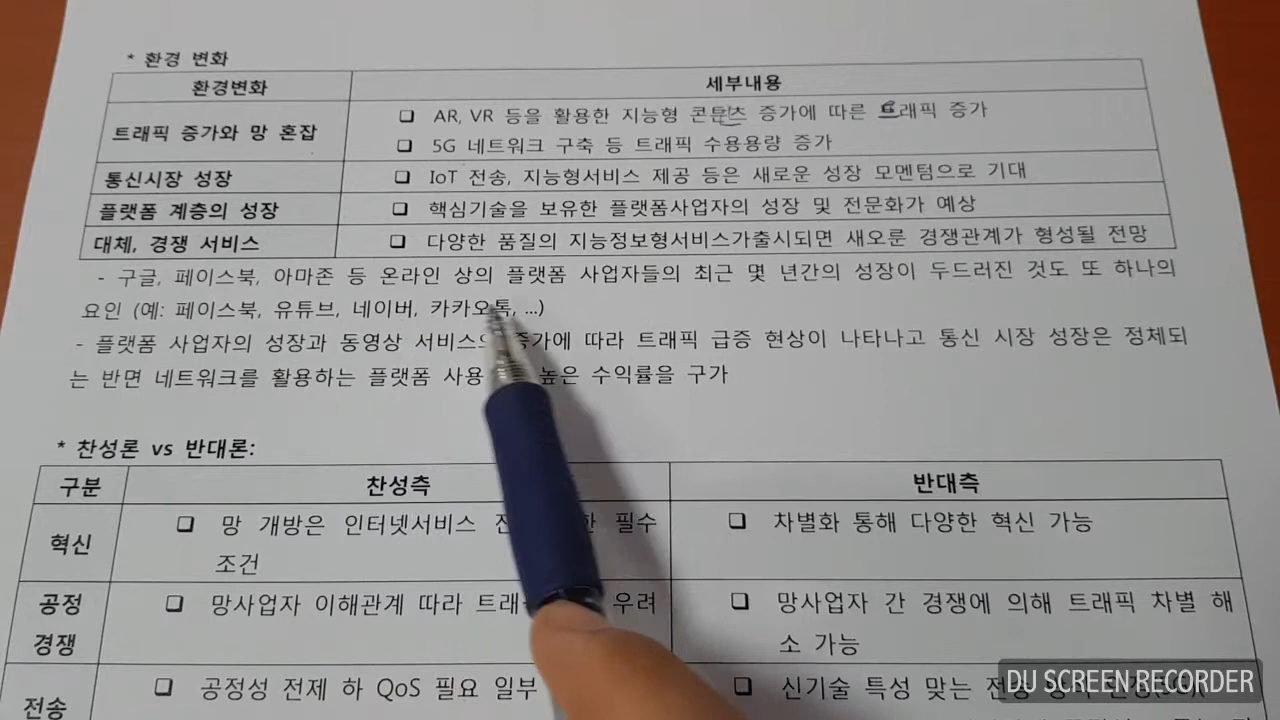 * 환경 변화
환경변화 세부내용
트래픽 증가와 망 혼잡
❑ AR, VR 등을 활용한 지능형 콘텐츠 증가에 따른 트래픽 증가
❑ 5G 네트워크 구축 등 트래픽 수용용량 증가
통신시장 성장 ❑ IoT 전송, 지능형서비스 제공 등은 새로운 성장 모멘텀으로 기대
플랫폼 계층의 성장 ❑ 핵심기술을 보유한 플랫폼사업자의 성장 및 전문화가 예상
대체, 경쟁 서비스 ❑ 다양한 품질의 지능정보형서비스가출시되면 새오룬 경쟁관계가 형성될 전망
- 구글, 페이스북, 아마존 등 온라인 상의 플랫폼 사업자들의 최근 몇 년간의 성장이 두드러진 것도 또 하나의
요인 (예: 페이스북, 유튜브, 네이버, 카카오톡, ...)
- 플랫폼 사업자의 성장과 동영상 증가에 따라 트래픽 급증 현상이 나타나고 통신 시장 성장은 정체되
는 반면 네트워크를 활용하는 플랫폼 높은 수익률을 구가
* 찬성론 vs 반대론:
구분 찬성측 반대측
혁신
❑ 망 개방은 인터넷서비스 필수
조건
❑ 차별화 통해 다양한 혁신 가능
공정
경쟁
❑ 망사업자 이해관계 따라 우려
❑ 망사업자 간 경쟁에 의해 트래픽 차별 해
소 가능
전송
❑ 공정성 전제 하 QoS 필요 일부
❑ 신기술 특성 맞는 전송
DU SCREEN RECORDER